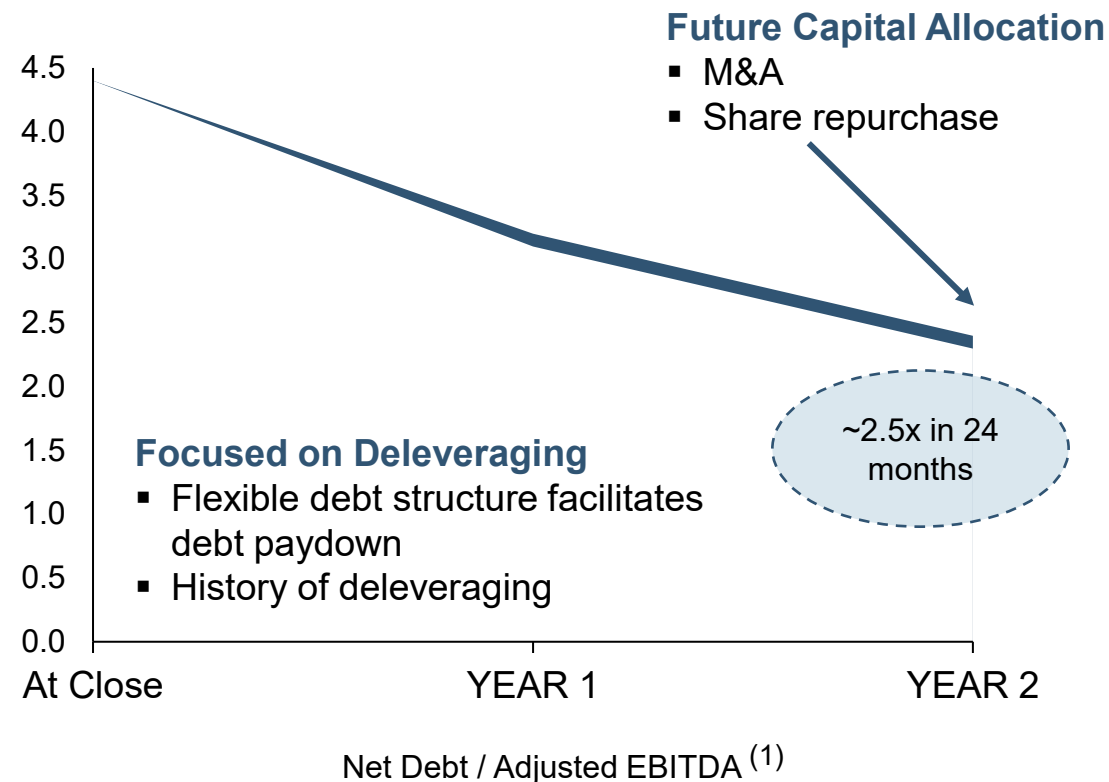 Future Capital Allocation
▪ M&A
▪ Share repurchase
4.5
4.0
3.5
3.0
2.5
2.0
1.5
1.0
0.5
0.0
~2.5x in 24
months
Focused on Deleveraging
▪ Flexible debt structure facilitates
debt paydown
▪ History of deleveraging
At Close YEAR 1 YEAR 2
Net Debt / Adjusted EBITDA (1)